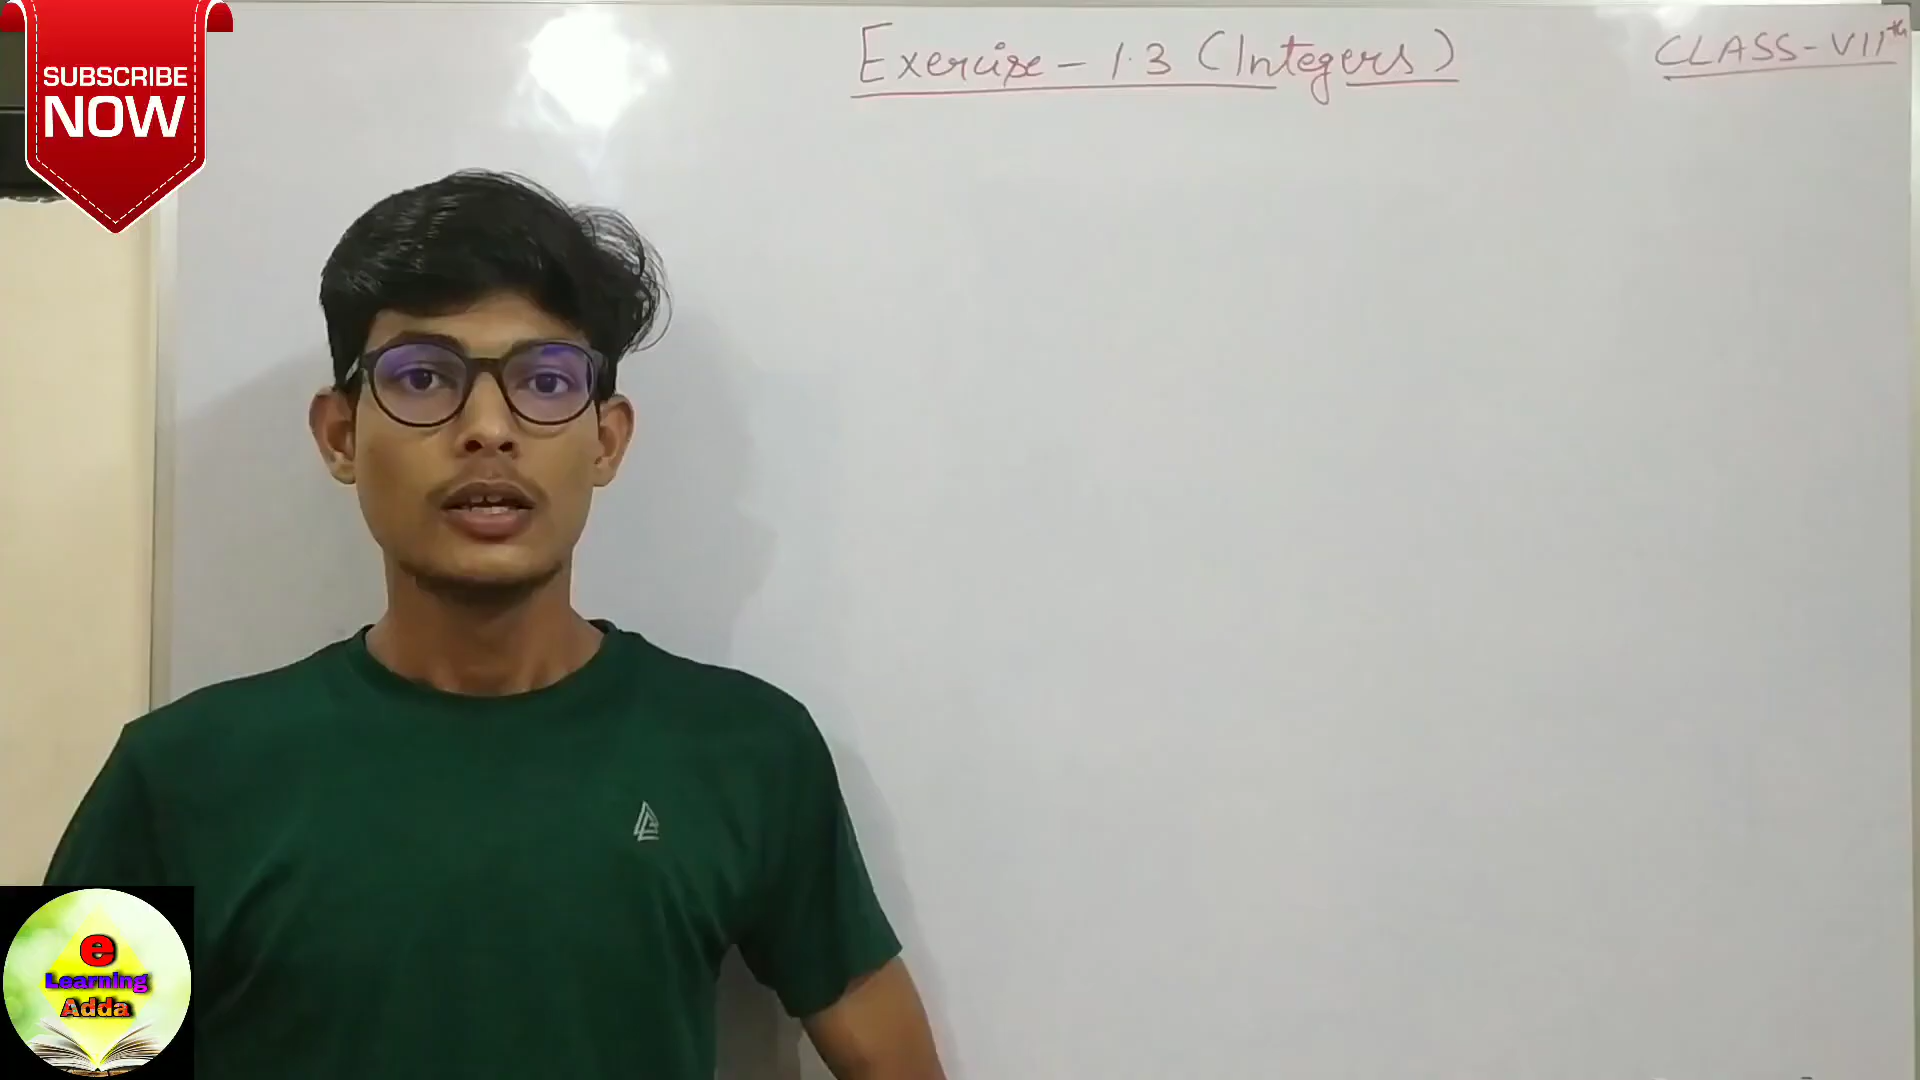 SUBSCRIBE
NOW
Exercise - 1.3 (Integers)
CLASS - VIIth
e
Learning
Adda